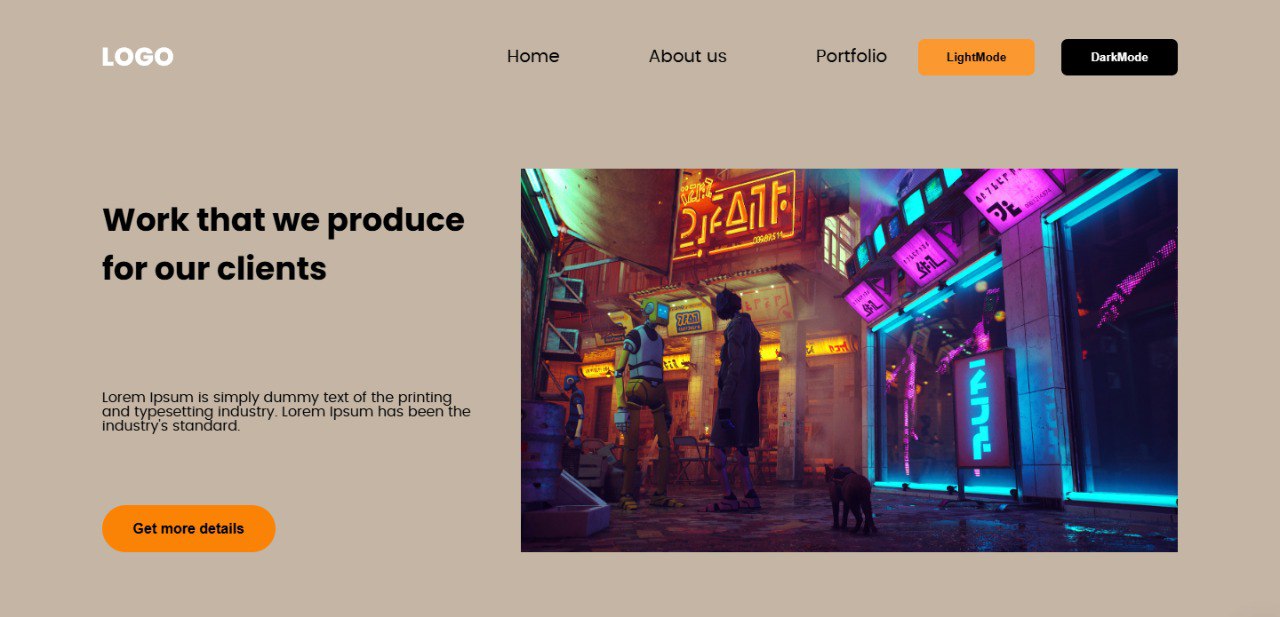 LOGO
Home
About us
Portfolio
LightMode
DarkMode
Work that we produce
for our clients
Lorem Ipsum is simply dummy text of the printing
and typesetting industry. Lorem Ipsum has been the
industry's standard.
Get more details